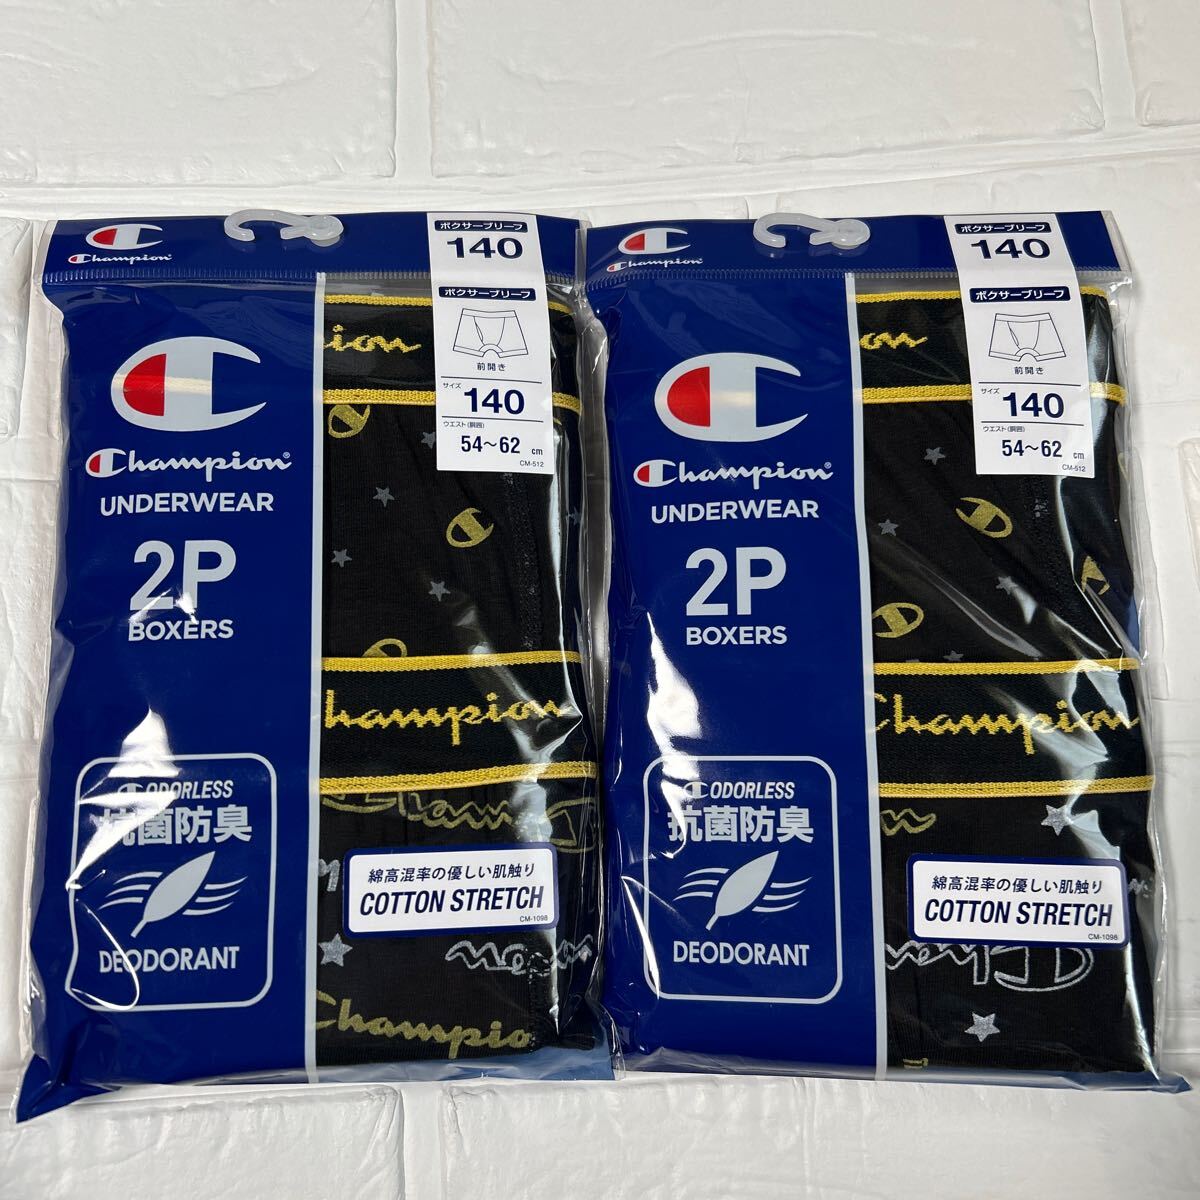 Champion
ボクサーブリーフ
140
ボクサーブリーフ
前開き
サイズ
140
ウエスト(胴囲)
54～62 cm
CM-512
pion
Champion
UNDERWEAR
2P
BOXERS
Champion
ODORLESS
抗菌防臭
DEODORANT
綿高混率の優しい肌触り
COTTON STRETCH
CM-1098
Champio
Champion
ボクサーブリーフ
140
ボクサーブリーフ
前開き
サイズ
140
ウエスト(胴囲)
54～62 cm
CM-512
on
Champion
UNDERWEAR
2P
BOXERS
Champion
ODORLESS
抗菌防臭
DEODORANT
綿高混率の優しい肌触り
COTTON STRETCH
CM-1098